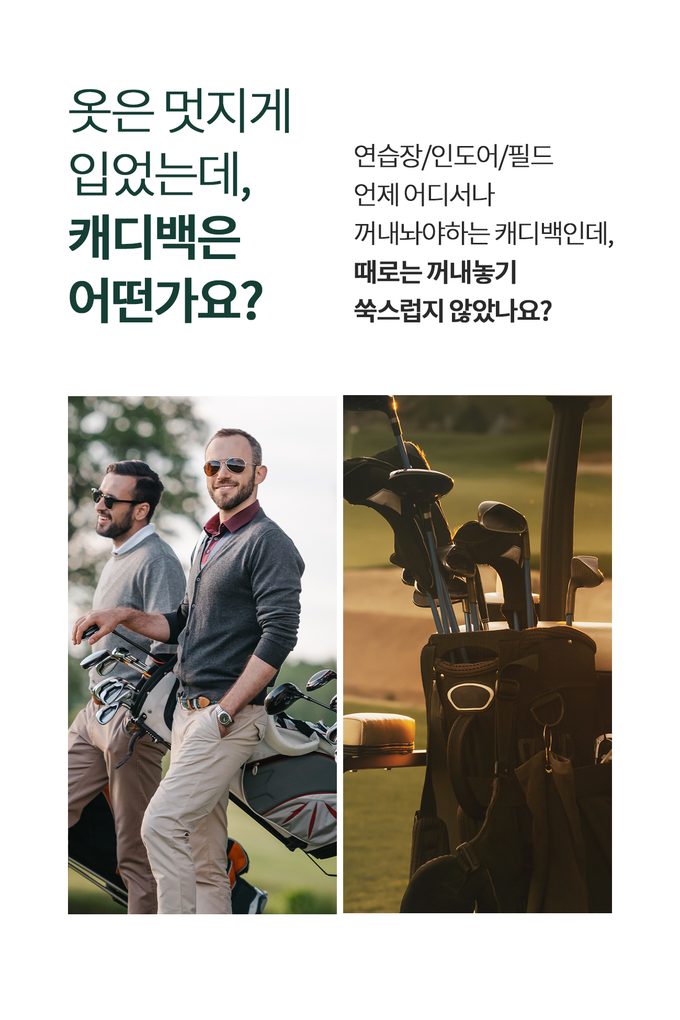 옷은 멋지게
입었는데,
캐디백은
어떤가요?
연습장/인도어/필드
언제 어디서나
꺼내놔야하는 캐디백인데,
때로는 꺼내놓기
쑥스럽지 않았나요?